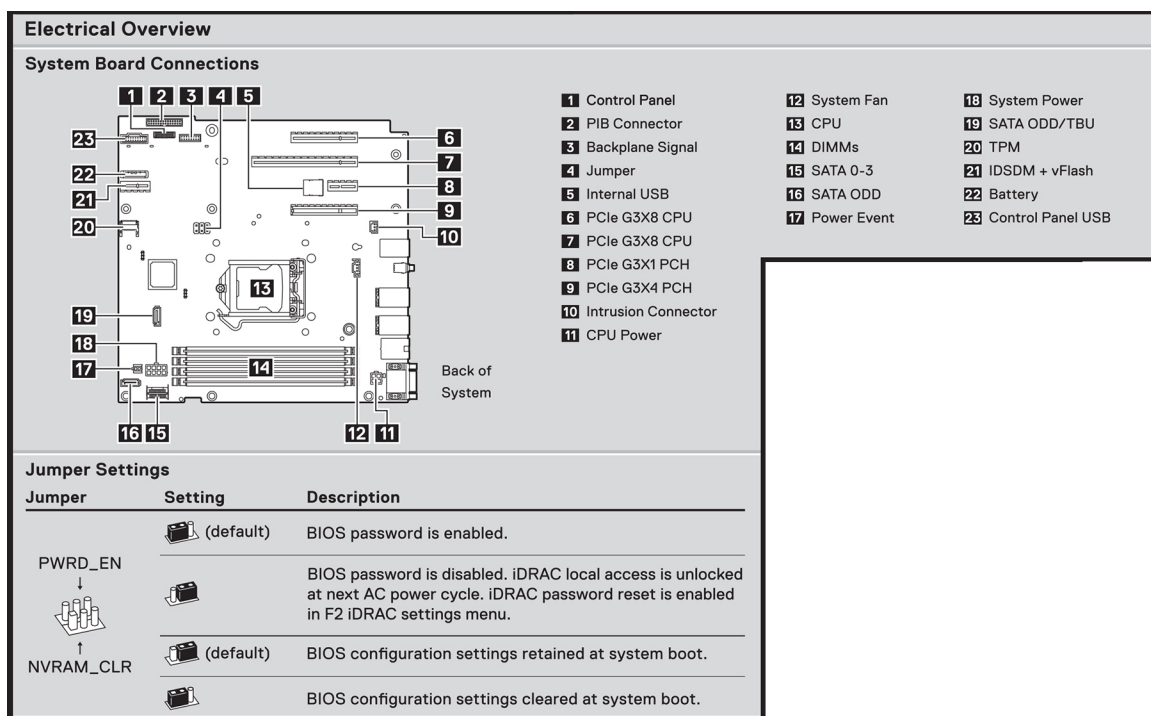 Electrical Overview
System Board Connections
1 2 3 4 5
23
22
21
20
19
18
17
16 15
6
7
8
9
10
13
14
12 11
Back of
System
1 Control Panel
2 PIB Connector
3 Backplane Signal
4 Jumper
5 Internal USB
6 PCIe G3X8 CPU
7 PCIe G3X8 CPU
8 PCIe G3X1 PCH
9 PCIe G3X4 PCH
10 Intrusion Connector
11 CPU Power
12 System Fan
13 CPU
14 DIMMs
15 SATA 0-3
16 SATA ODD
17 Power Event
18 System Power
19 SATA ODD/TBU
20 TPM
21 IDSDM + vFlash
22 Battery
23 Control Panel USB
Jumper Settings
Jumper Setting Description
PWRD_EN
NVRAM_CLR
(default) BIOS password is enabled.
BIOS password is disabled. iDRAC local access is unlocked
at next AC power cycle. iDRAC password reset is enabled
in F2 iDRAC settings menu.
(default) BIOS configuration settings retained at system boot.
BIOS configuration settings cleared at system boot.